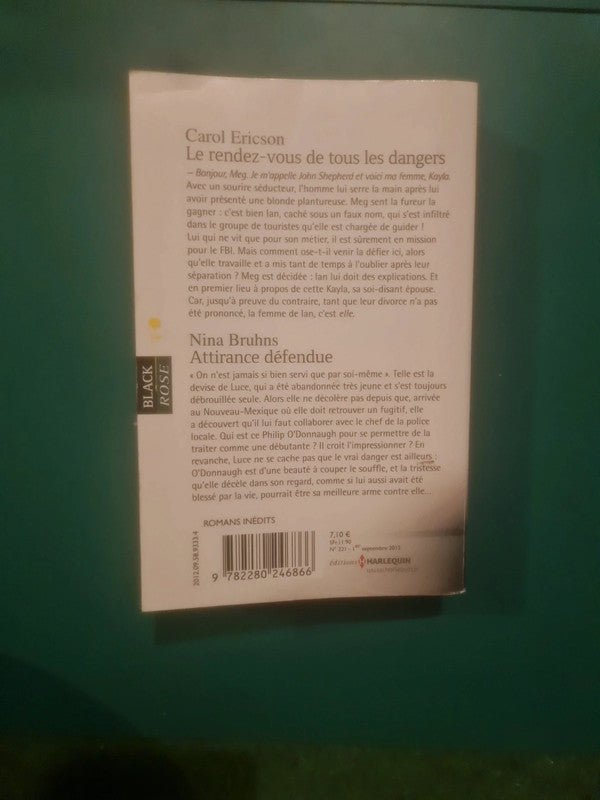 Carol Ericson
Le rendez-vous de tous les dangers
– Bonjour, Meg. Je m'appelle John Shepherd et voici ma femme, Kayla.
Avec un sourire séducteur, l'homme lui serre la main après lui
avoir présenté une blonde plantureuse. Meg sent la fureur la
gagner : c'est bien Ian, caché sous un faux nom, qui s'est infiltré
dans le groupe de touristes qu'elle est chargée de guider !
Lui qui ne vit que pour son métier, il est sûrement en mission
pour le FBI. Mais comment ose-t-il venir la défier ici, alors
qu'elle travaille et a mis tant de temps à l'oublier après leur
séparation ? Meg est décidée : Ian lui doit des explications. Et
en premier lieu à propos de cette Kayla, sa soi-disant épouse.
Car, jusqu'à preuve du contraire, tant que leur divorce n'a pas
été prononcé, la femme de Ian, c'est elle.
Nina Bruhns
Attirance défendue
« On n'est jamais si bien servi que par soi-même ». Telle est la
devise de Luce, qui a été abandonnée très jeune et s'est toujours
débrouillée seule. Alors elle ne décolère pas depuis que, arrivée
au Nouveau-Mexique où elle doit retrouver un fugitif, elle
a découvert qu'il lui faut collaborer avec le chef de la police
locale. Qui est ce Philip O'Donnaugh pour se permettre de la
traiter comme une débutante ? Il croit l'impressionner ? En
revanche, Luce ne se cache pas que le vrai danger est ailleurs :
O'Donnaugh est d'une beauté à couper le souffle, et la tristesse
qu'elle décèle dans son regard, comme si lui aussi avait été
blessé par la vie, pourrait être sa meilleure arme contre elle...
BLACK
ROSE
ROMANS INÉDITS
2012.09.58.9333.4
9 782280 246866
7,10 €
SFs 11.90
N° 221 – 1er septembre 2012
éditions HARLEQUIN